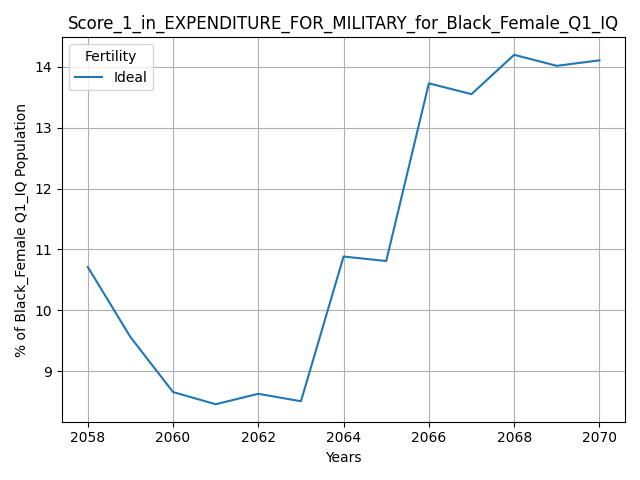 Score_1_in_EXPENDITURE_FOR_MILITARY_for_Black_Female_Q1_IQ
Fertility
Ideal
% of Black_Female Q1_IQ Population
14
13
12
11
10
9
2058 2060 2062 2064 2066 2068 2070
Years